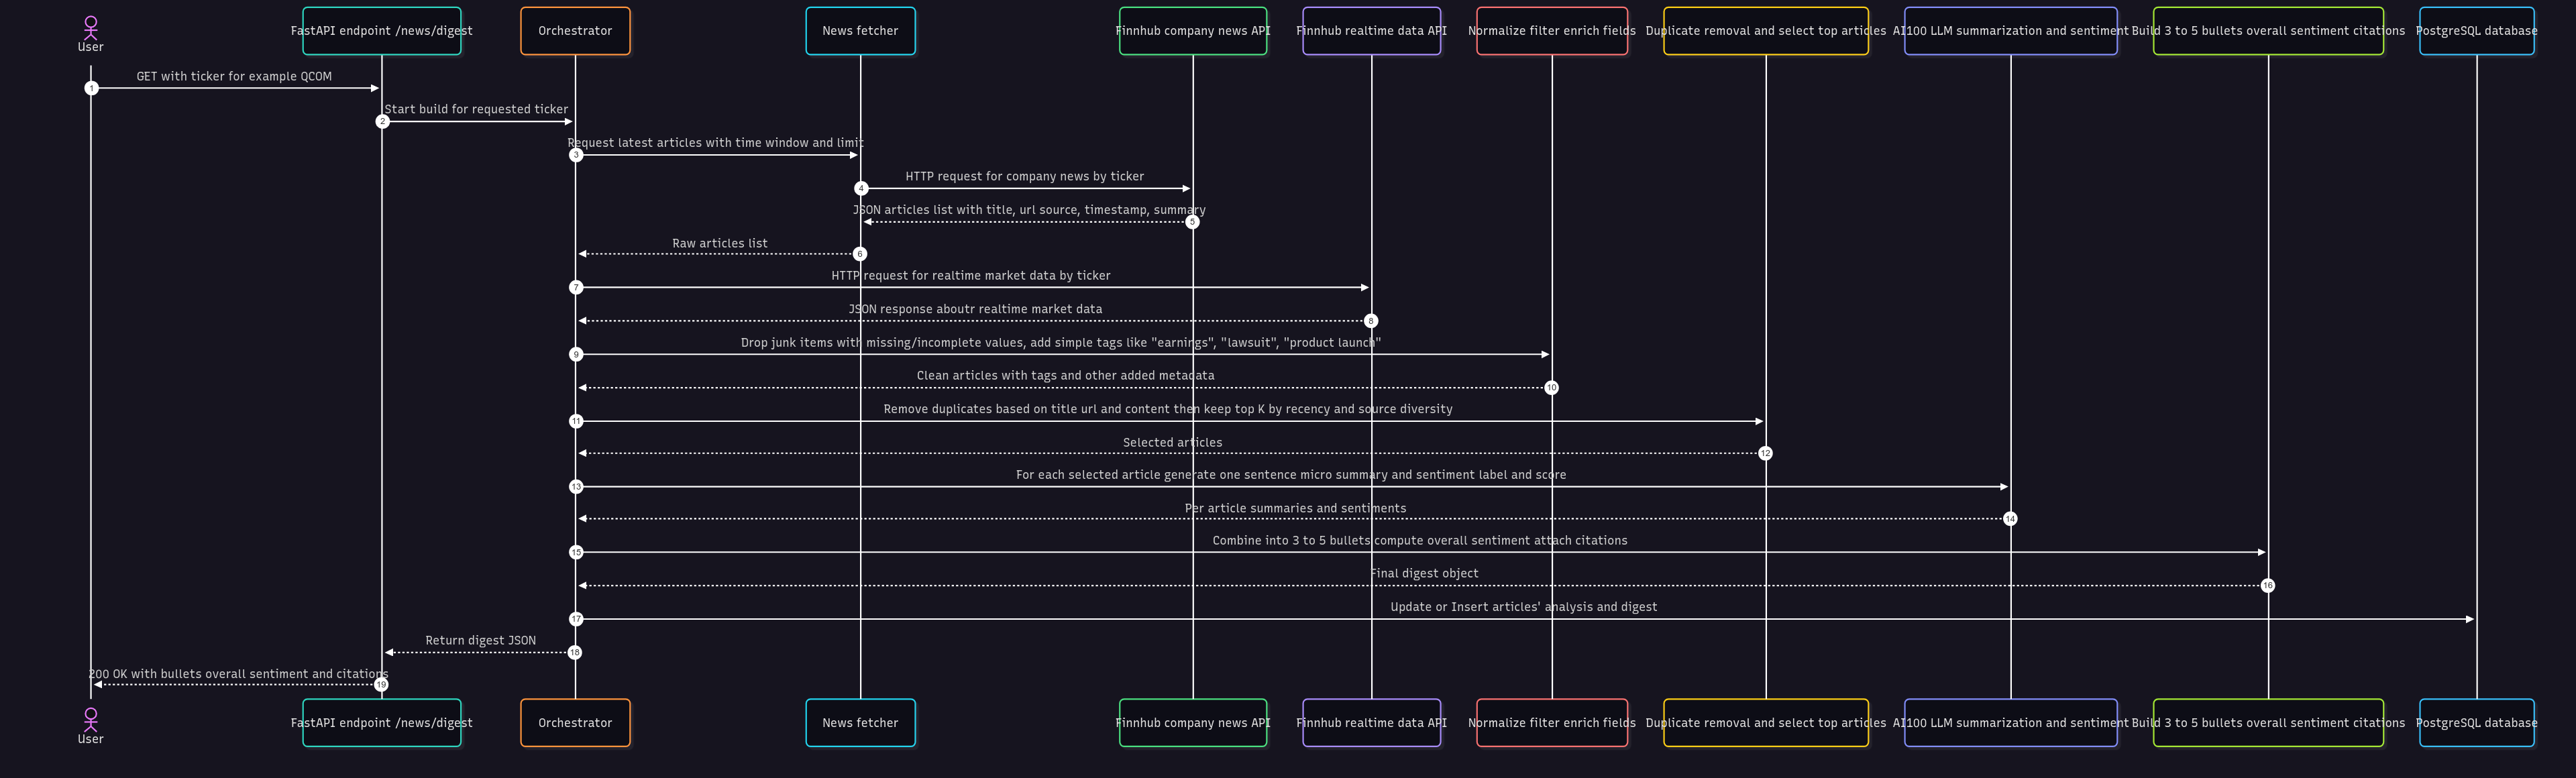 User
FastAPI endpoint /news/digest
Orchestrator
News fetcher
Finnhub company news API
Finnhub realtime data API
Normalize filter enrich fields
Duplicate removal and select top articles
AI100 LLM summarization and sentiment
Build 3 to 5 bullets overall sentiment citations
PostgreSQL database
GET with ticker for example QCOM
1
Start build for requested ticker
2
Request latest articles with time window and limit
3
HTTP request for company news by ticker
4
JSON articles list with title, url source, timestamp, summary
5
Raw articles list
6
HTTP request for realtime market data by ticker
7
JSON response aboutr realtime market data
8
Drop junk items with missing/incomplete values, add simple tags like "earnings", "lawsuit", "product launch"
9
Clean articles with tags and other added metadata
10
Remove duplicates based on title url and content then keep top K by recency and source diversity
11
Selected articles
12
For each selected article generate one sentence micro summary and sentiment label and score
13
Per article summaries and sentiments
14
Combine into 3 to 5 bullets compute overall sentiment attach citations
15
Final digest object
16
Update or Insert articles' analysis and digest
17
Return digest JSON
18
200 OK with bullets overall sentiment and citations
19
User
FastAPI endpoint /news/digest
Orchestrator
News fetcher
Finnhub company news API
Finnhub realtime data API
Normalize filter enrich fields
Duplicate removal and select top articles
AI100 LLM summarization and sentiment
Build 3 to 5 bullets overall sentiment citations
PostgreSQL database